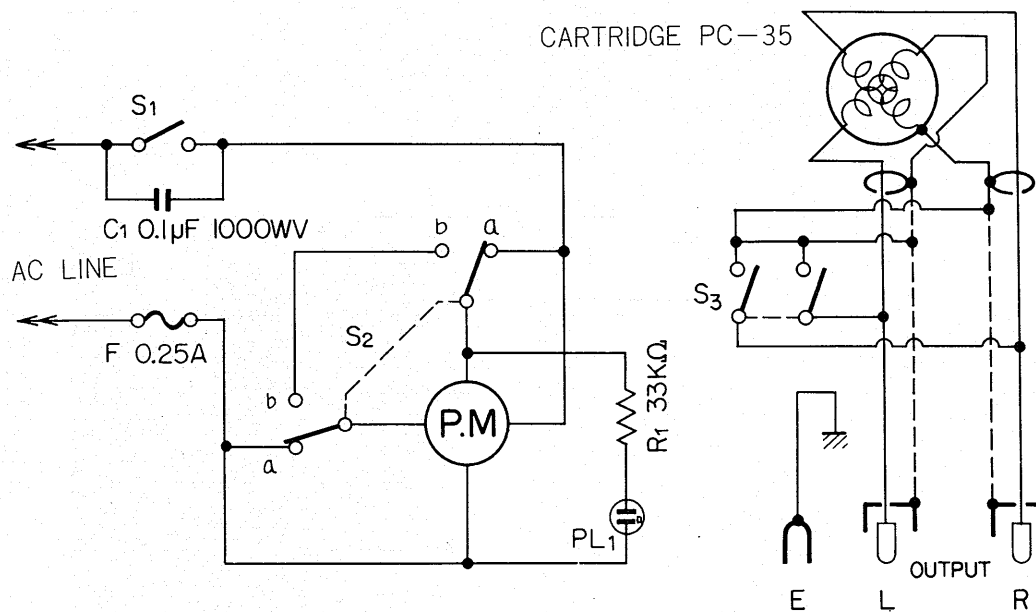 CARTRIDGE PC-35
S1
C1 0.1μF 1000WV
b
a
AC LINE
S2
S3
F 0.25A
b
a
P.M
R1 33KΩ
PL1
OUTPUT
E
L
R